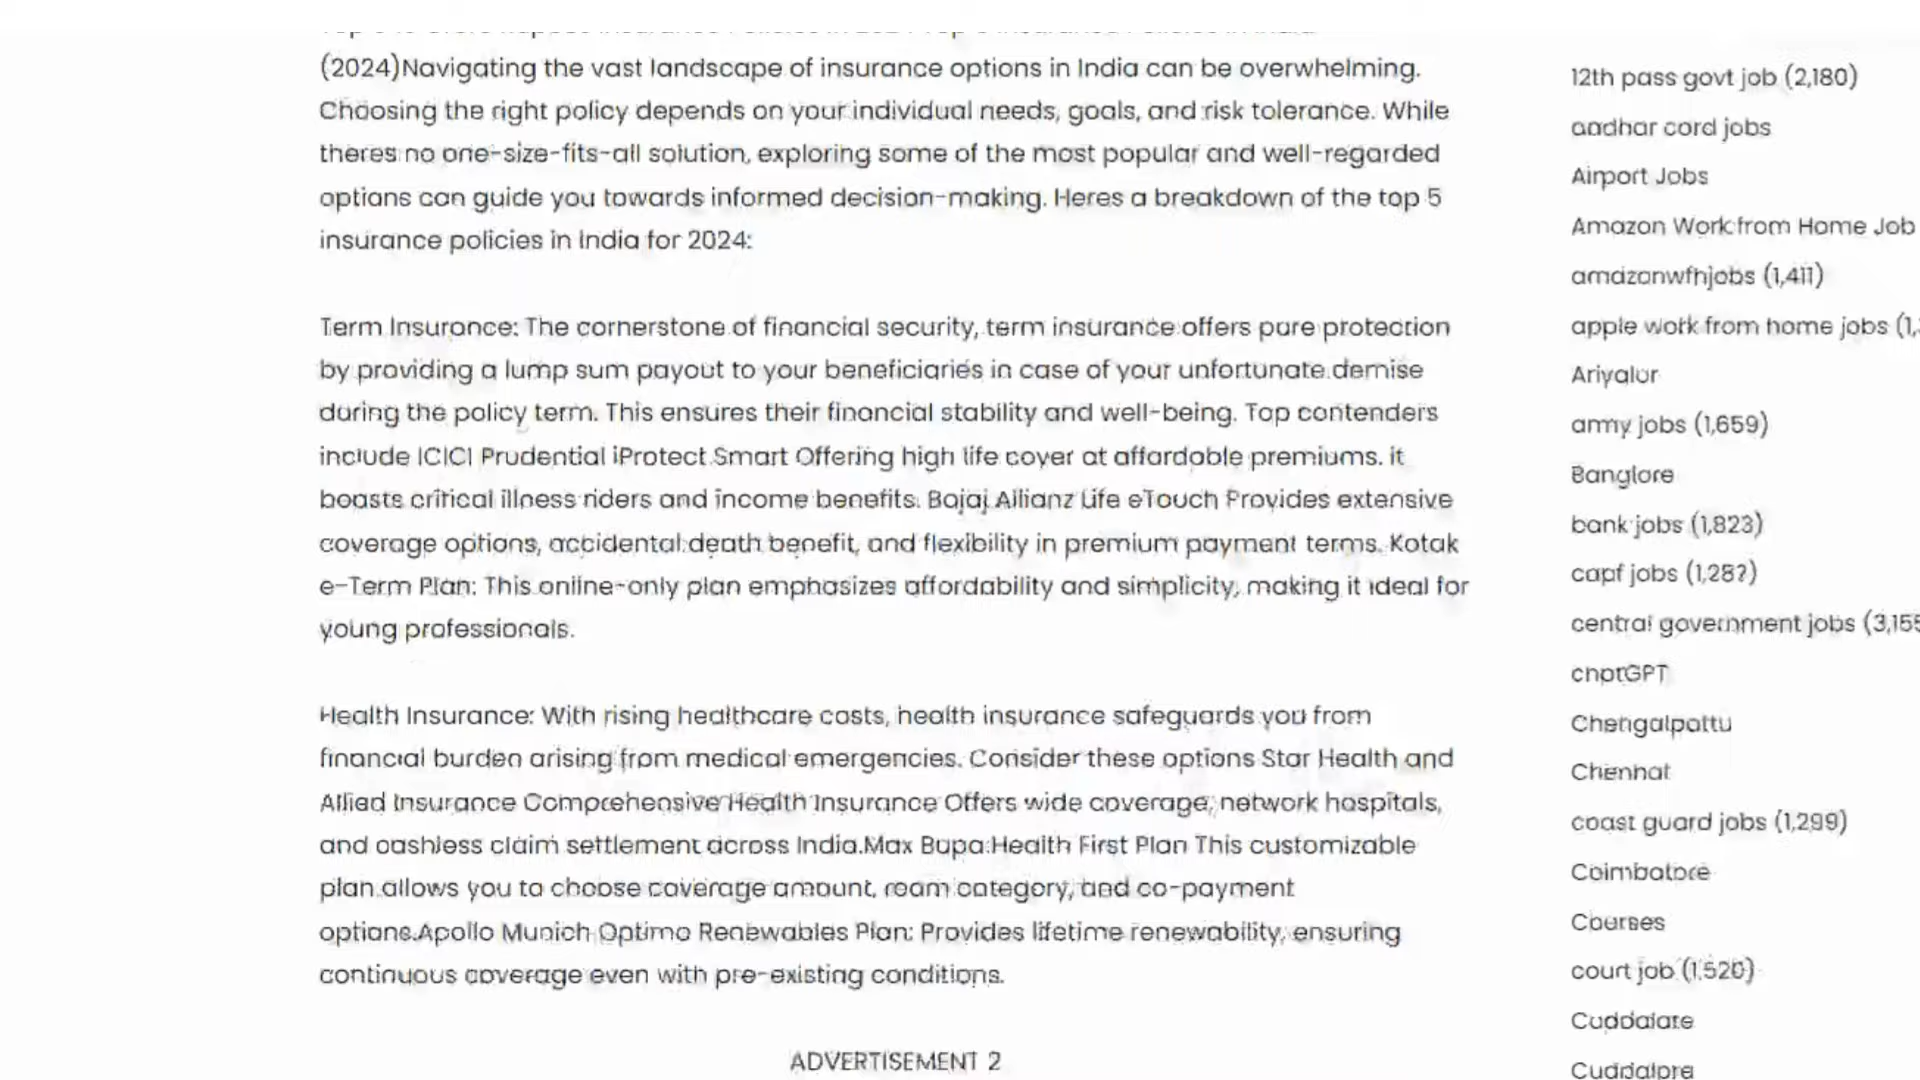 (2024)Navigating the vast landscape of insurance options in India can be overwhelming.
Choosing the right policy depends on your individual needs, goals, and risk tolerance. While
theres no one-size-fits-all solution, exploring some of the most popular and well-regarded
options can guide you towards informed decision-making. Heres a breakdown of the top 5
insurance policies in India for 2024:
Term Insurance: The cornerstone of financial security, term insurance offers pure protection
by providing a lump sum payout to your beneficiaries in case of your unfortunate demise
during the policy term. This ensures their financial stability and well-being. Top contenders
include ICICI Prudential iProtect Smart Offering high life cover at affordable premiums. it
boasts critical illness riders and income benefits. Bajaj Allianz Life eTouch Provides extensive
coverage options, accidental death benefit, and flexibility in premium payment terms. Kotak
e-Term Plan: This online-only plan emphasizes affordability and simplicity, making it ideal for
young professionals.
Health Insurance: With rising healthcare costs, health insurance safeguards you from
financial burden arising from medical emergencies. Consider these options Star Health and
Allied Insurance Comprehensive Health Insurance Offers wide coverage, network hospitals,
and cashless claim settlement across India.Max Bupa Health First Plan This customizable
plan allows you to choose coverage amount, room category, and co-payment
options.Apollo Munich Optima Renewables Plan: Provides lifetime renewability, ensuring
continuous coverage even with pre-existing conditions.
ADVERTISEMENT 2
12th pass govt job (2,180)
aadhar card jobs
Airport Jobs
Amazon Work from Home Job
amazonwfhjobs (1,411)
apple work from home jobs
Ariyalur
army jobs (1,659)
Banglore
bank jobs (1,823)
capf jobs
central government jobs
chatGPT
Chengalpattu
Chennai
coast guard jobs (1,299)
Coimbatore
Courses
court job
Cuddalore
Cuddalore